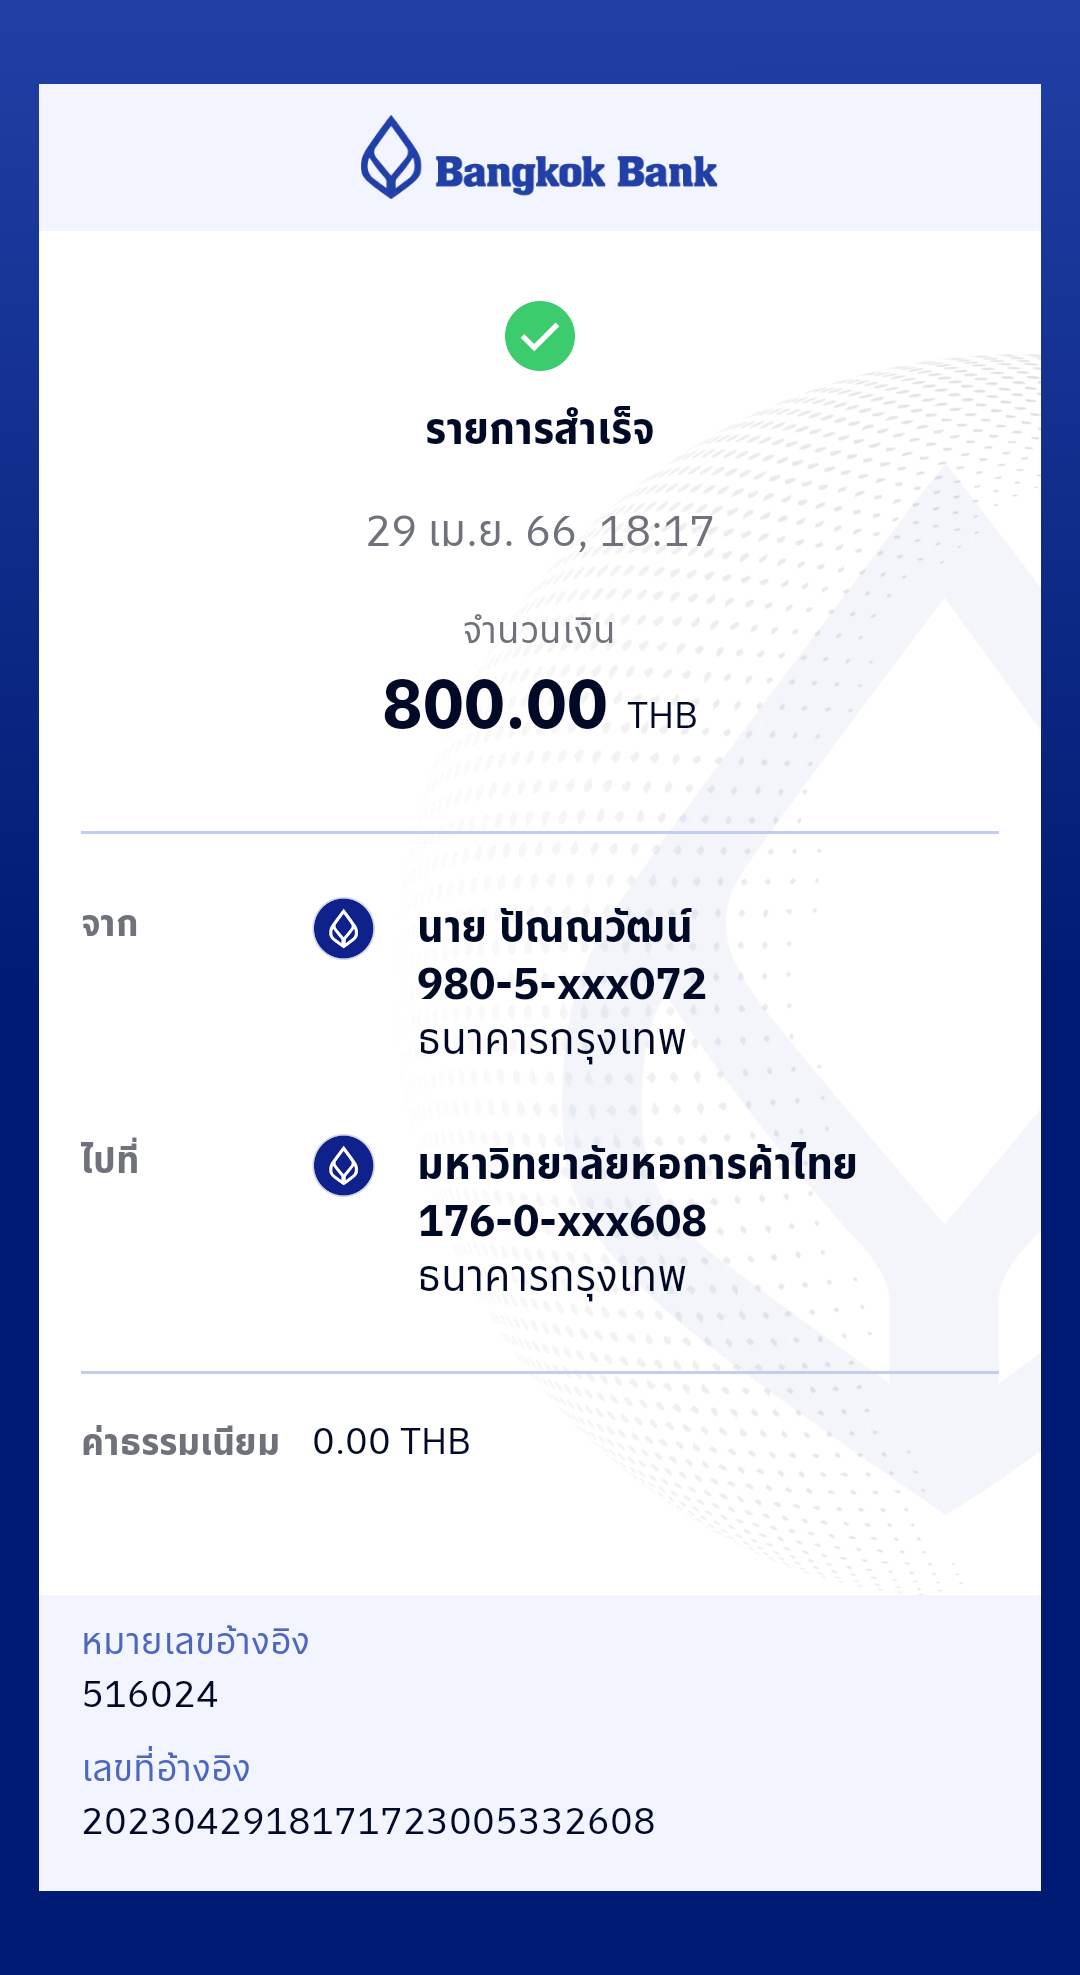 Bangkok Bank
รายการสำเร็จ
29 เม.ย. 66, 18:17
จำนวนเงิน
800.00 THB
จาก
นาย ปัณณวัฒน์
980-5-xxx072
ธนาคารกรุงเทพ
ไปที่
มหาวิทยาลัยหอการค้าไทย
176-0-xxx608
ธนาคารกรุงเทพ
ค่าธรรมเนียม 0.00 THB
หมายเลขอ้างอิง
516024
เลขที่อ้างอิง
2023042918171723005332608